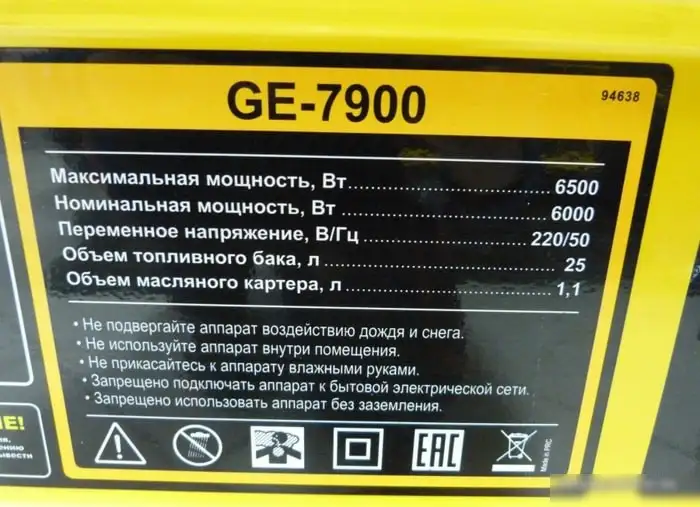 GE-7900
94638
Максимальная мощность, Вт........................... 6500
Номинальная мощность, Вт ........................... 6000
Переменное напряжение, В/Гц ........................ 220/50
Объем топливного бака, л ........................... 25
Объем масляного картера, л.......................... 1,1
• Не подвергайте аппарат воздействию дождя и снега.
• Не используйте аппарат внутри помещения.
• Не прикасайтесь к аппарату влажными руками.
• Запрещено подключать аппарат к бытовой электрической сети.
• Запрещено использовать аппарат без заземления.
ИЕ!
EAC
Made in PRC